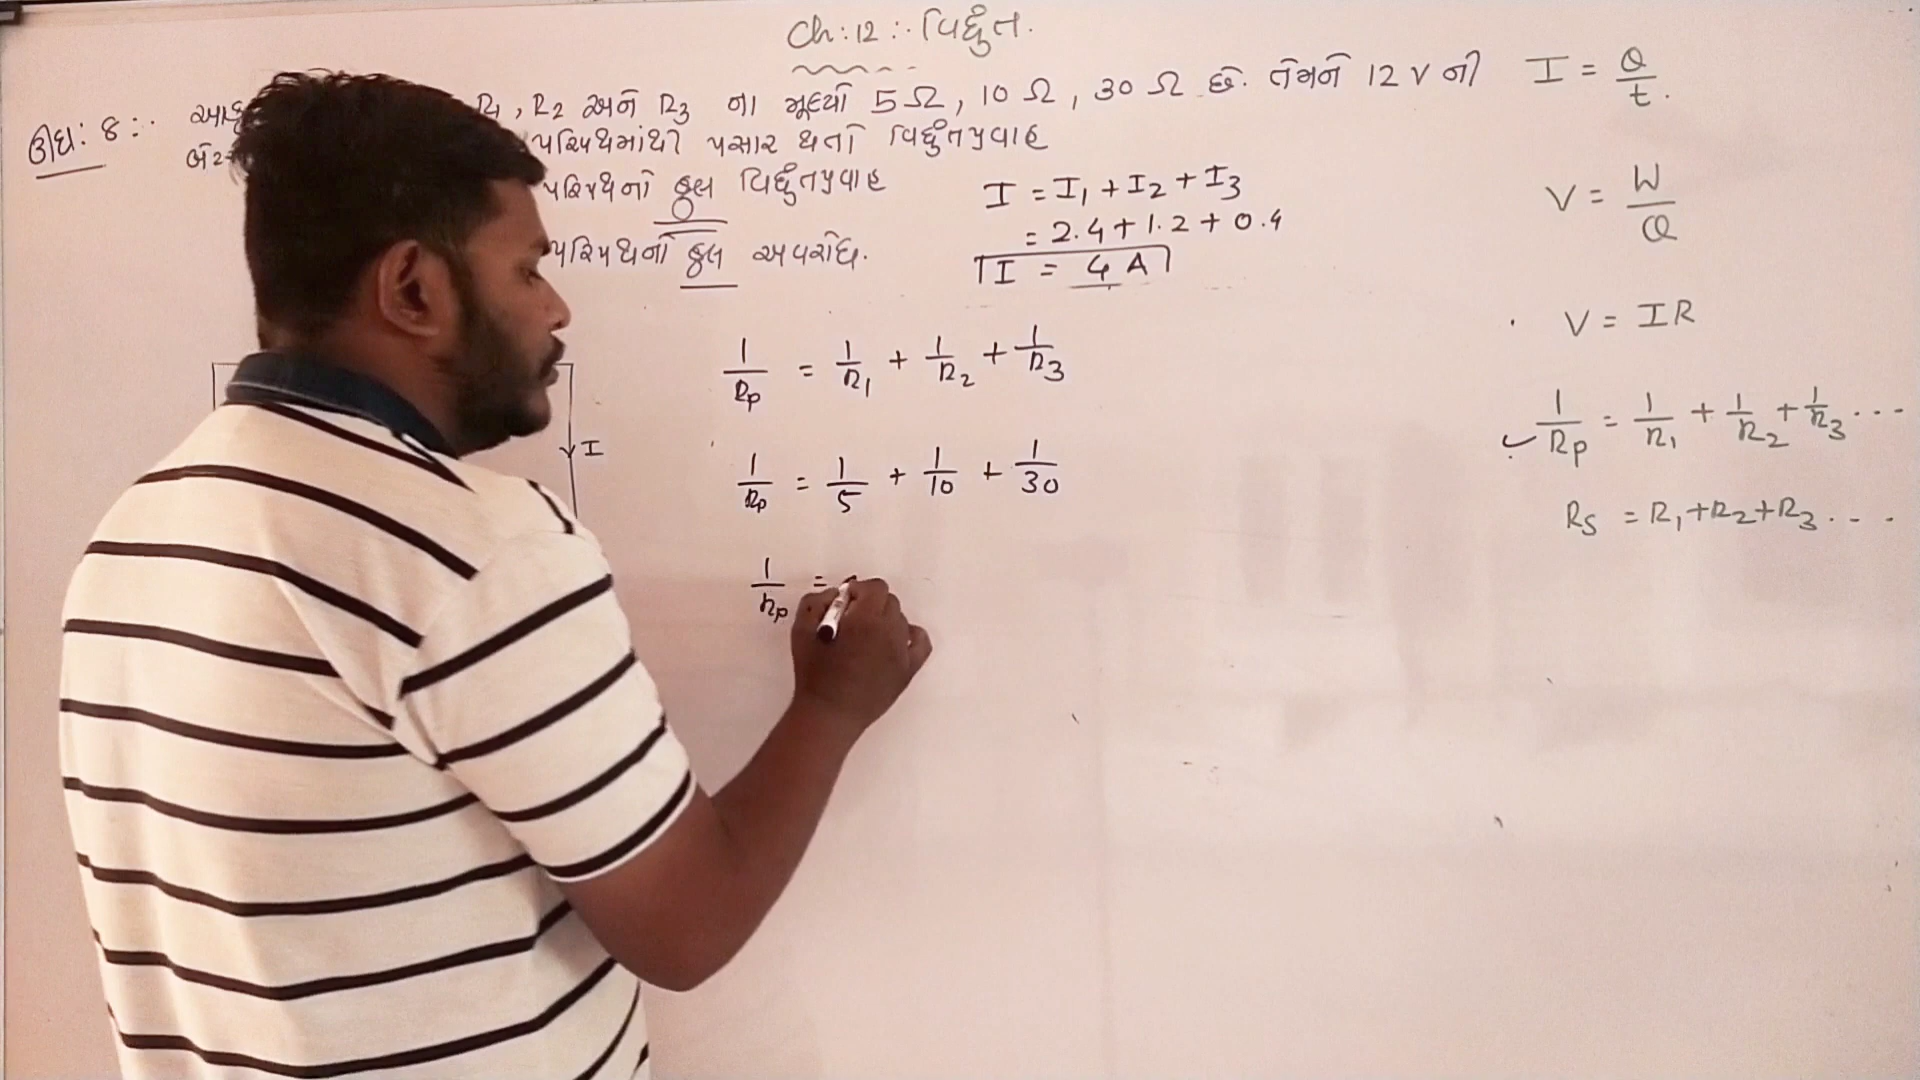 Ch: 12 :. વિદ્યુત.
ઉદા: 8 :.
R1, R2 અને R3 ના મૂલ્યો 5 Ω, 10 Ω, 30 Ω છે. તેમને 12 V ની
પરિપથમાંથી પસાર થતો વિદ્યુતપ્રવાહ
પરિપથનો કુલ વિદ્યુતપ્રવાહ
પરિપથનો કુલ અવરોધ.
I = I1 + I2 + I3
= 2.4 + 1.2 + 0.4
I = 4 A
1/Rp = 1/R1 + 1/R2 + 1/R3
1/Rp = 1/5 + 1/10 + 1/30
1/Rp =
I
I = Q/t.
V = W/Q
V = IR
1/Rp = 1/R1 + 1/R2 + 1/R3 ...
Rs = R1 + R2 + R3 ...